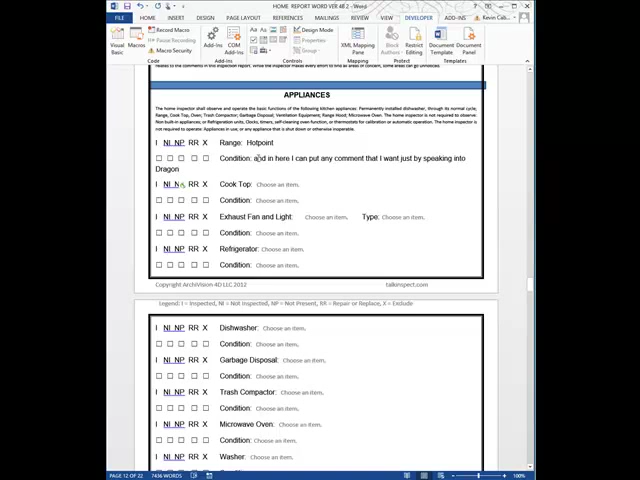 HOME REPORT WORD VER 48 2 - Word
FILE HOME INSERT DESIGN PAGE LAYOUT REFERENCES MAILINGS REVIEW VIEW DEVELOPER ADD-INS Kevin Cab...
Visual Basic
Macros
Record Macro
Pause Recording
Macro Security
Code
Add-Ins
COM Add-Ins
Add-Ins
Design Mode
Properties
Group
Controls
XML Mapping Pane
Mapping
Block Authors
Restrict Editing
Protect
Document Template
Document Panel
Templates
APPLIANCES
The home inspector shall observe and operate the basic functions of the following kitchen appliances: Permanently installed dishwasher, through its normal cycle;
Range, Cook Top, Oven; Trash Compactor; Garbage Disposal; Ventilation Equipment; Range Hood; Microwave Oven. The home inspector is not required to observe:
Non built-in appliances; or Refrigeration units, Clocks, timers, self-cleaning oven function, or thermostats for calibration or automatic operation. The home inspector is
not required to operate: Appliances in use; or any appliance that is shut down or otherwise inoperable.
I NI NP RR X Range: Hotpoint
☐ ☐ ☐ ☐ ☐ Condition: and in here I can put any comment that I want just by speaking into
Dragon
I NI NP RR X Cook Top: Choose an item.
☐ ☐ ☐ ☐ ☐ Condition: Choose an item.
I NI NP RR X Exhaust Fan and Light: Choose an item. Type: Choose an item.
☐ ☐ ☐ ☐ ☐ Condition: Choose an item.
I NI NP RR X Refrigerator: Choose an item.
☐ ☐ ☐ ☐ ☐ Condition: Choose an item.
Copyright ArchiVision 4D LLC 2012 talkinspect.com
Legend: I = Inspected, NI = Not Inspected, NP = Not Present, RR = Repair or Replace, X = Exclude
I NI NP RR X Dishwasher: Choose an item.
☐ ☐ ☐ ☐ ☐ Condition: Choose an item.
I NI NP RR X Garbage Disposal: Choose an item.
☐ ☐ ☐ ☐ ☐ Condition: Choose an item.
I NI NP RR X Trash Compactor: Choose an item.
☐ ☐ ☐ ☐ ☐ Condition: Choose an item.
I NI NP RR X Microwave Oven: Choose an item.
☐ ☐ ☐ ☐ ☐ Condition: Choose an item.
I NI NP RR X Washer: Choose an item.
PAGE 12 OF 22 7436 WORDS 100%